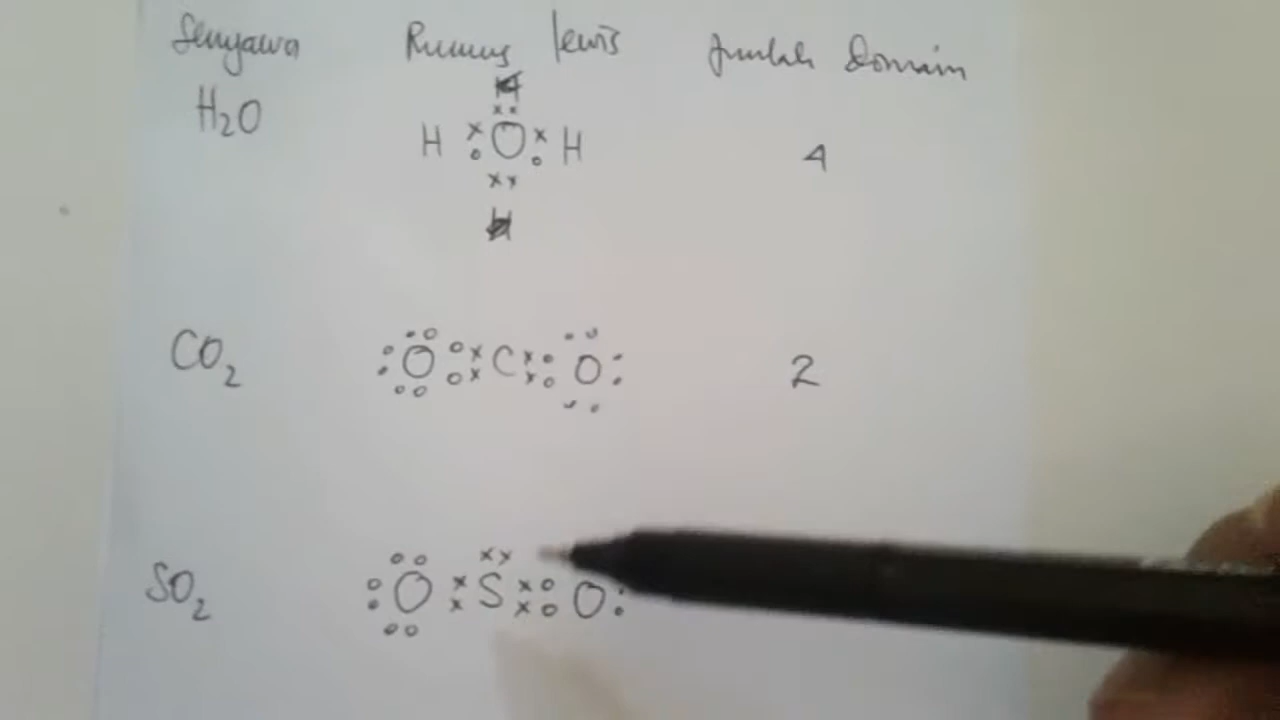 Senyawa Rumus lewis Jumlah Domain
H2O H O H 4
CO2 O C O 2
SO2 O S O